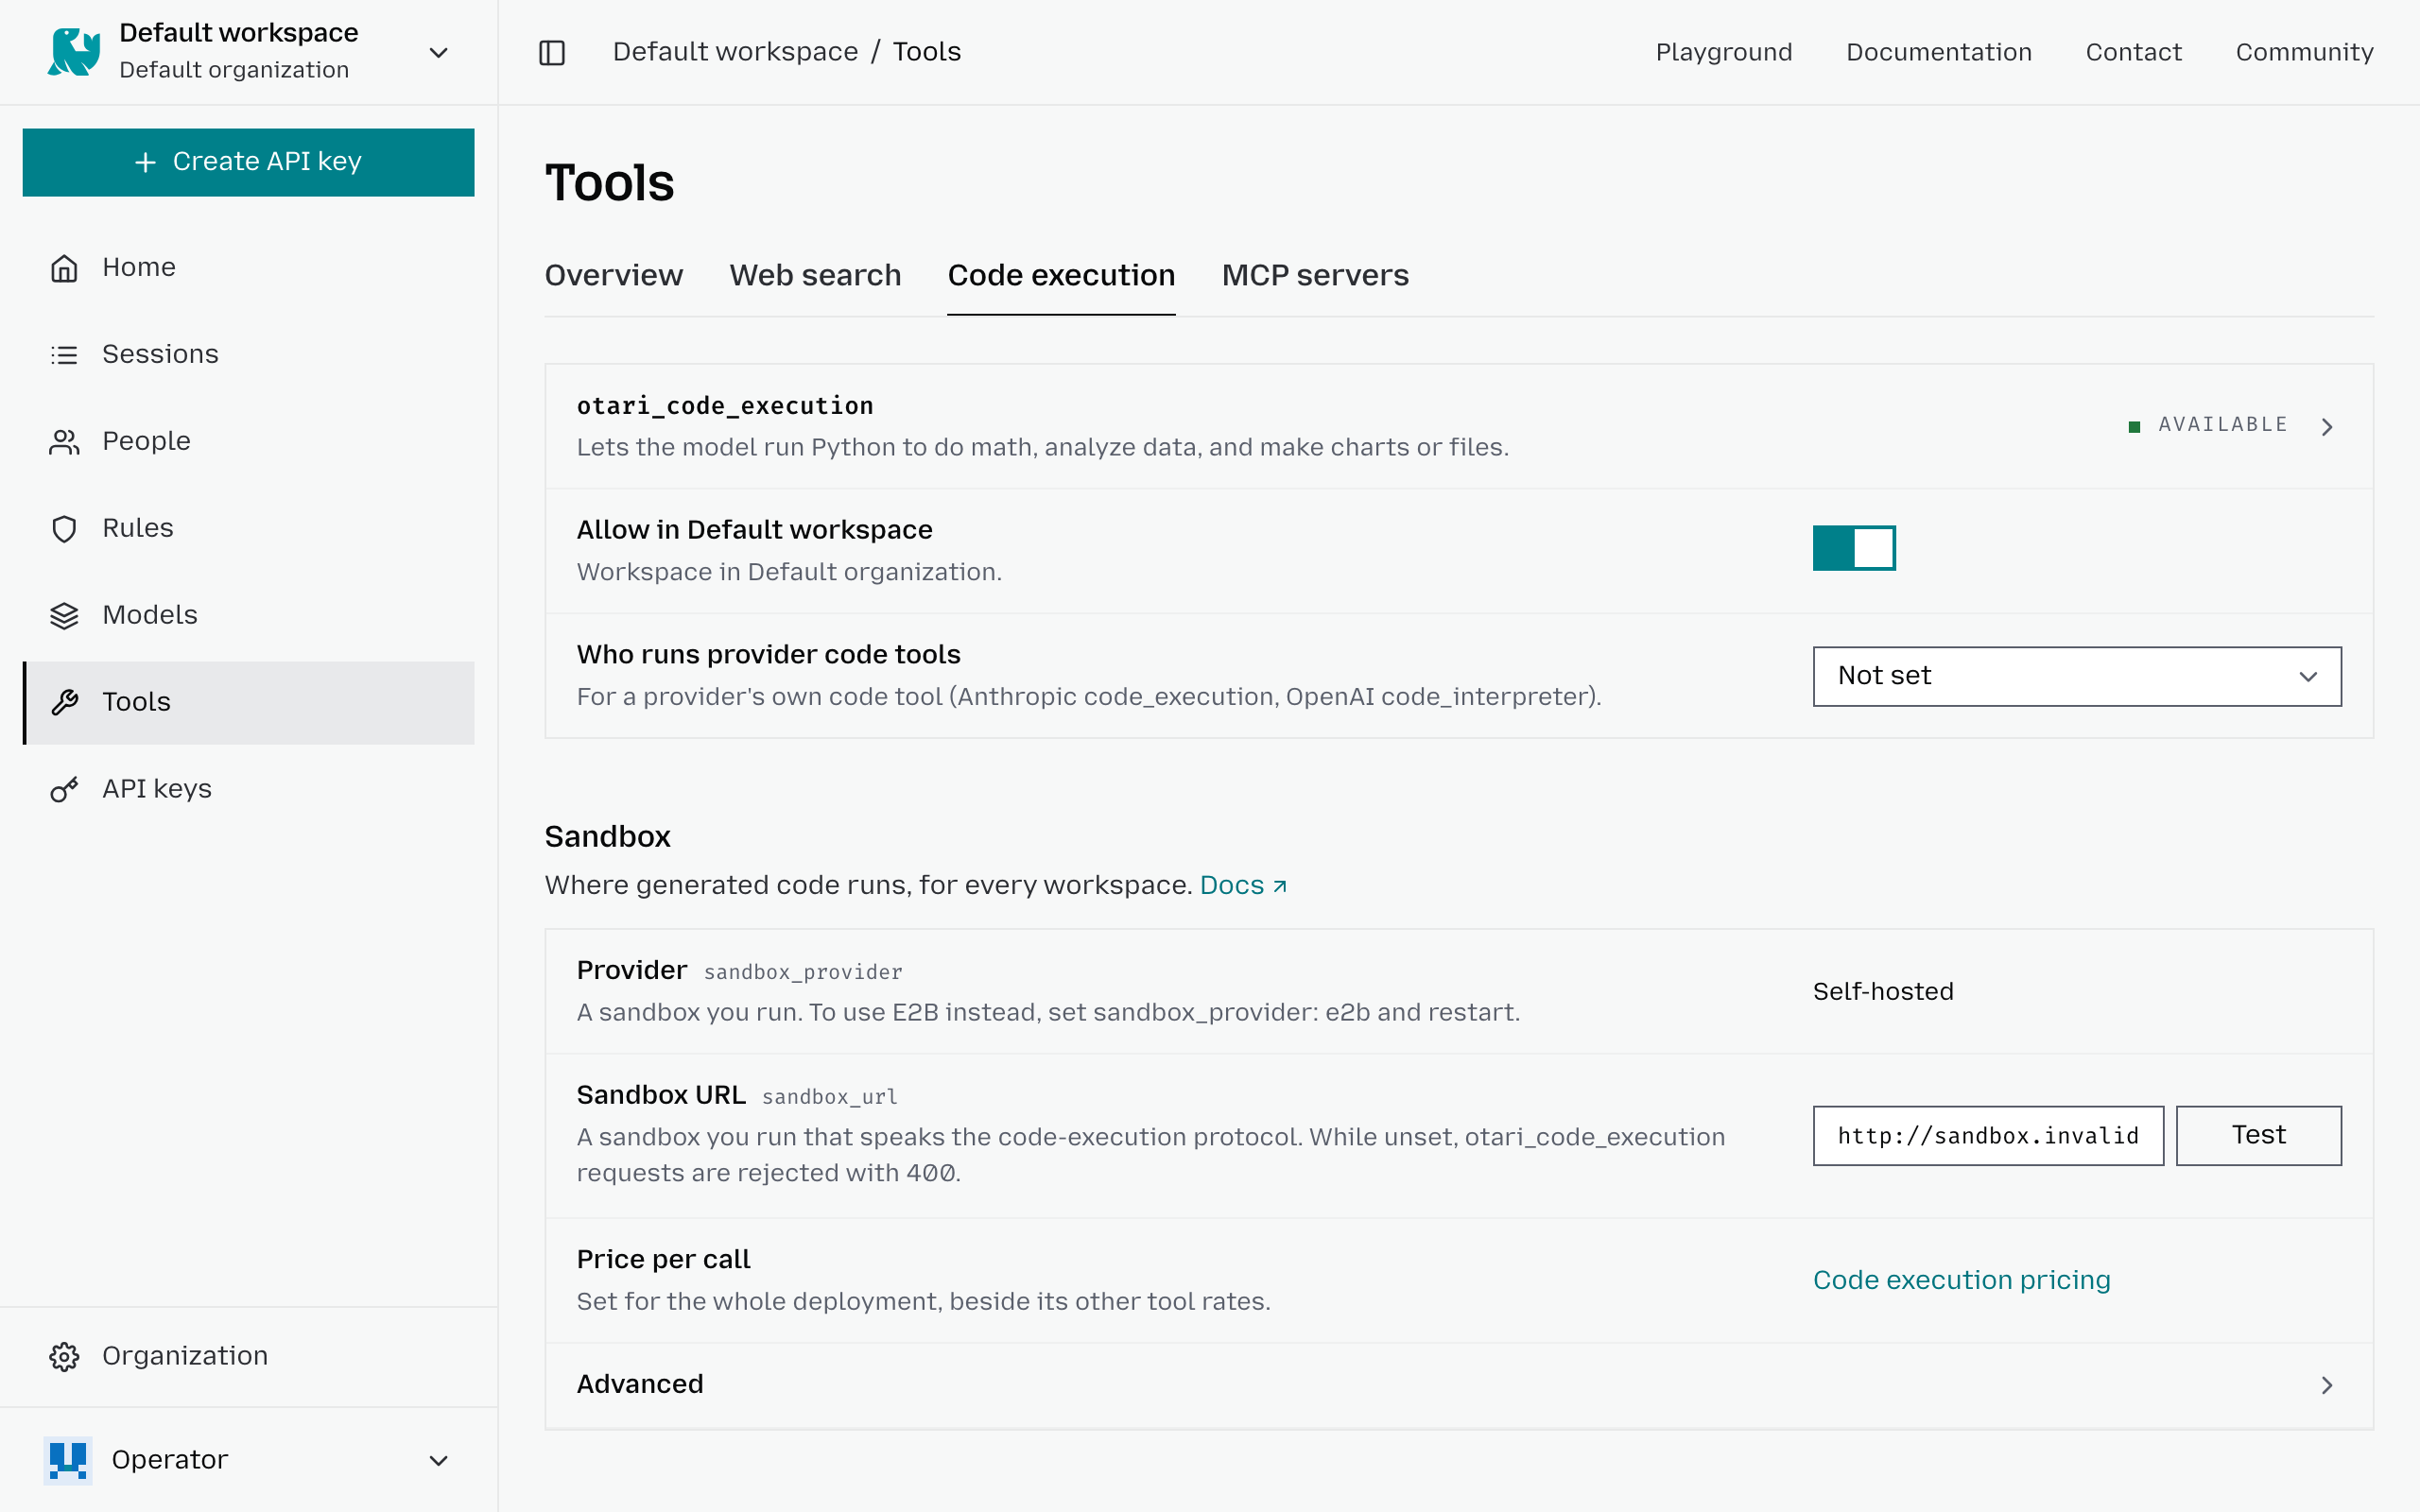 Default workspace
Default organization
Default workspace / Tools
Playground
Documentation
Contact
Community
+ Create API key
Home
Sessions
People
Rules
Models
Tools
API keys
Organization
Operator
Tools
Overview
Web search
Code execution
MCP servers
otari_code_execution
Lets the model run Python to do math, analyze data, and make charts or files.
AVAILABLE
Allow in Default workspace
Workspace in Default organization.
Who runs provider code tools
For a provider's own code tool (Anthropic code_execution, OpenAI code_interpreter).
Not set
Sandbox
Where generated code runs, for every workspace. Docs ↗
Provider sandbox_provider
A sandbox you run. To use E2B instead, set sandbox_provider: e2b and restart.
Self-hosted
Sandbox URL sandbox_url
A sandbox you run that speaks the code-execution protocol. While unset, otari_code_execution
requests are rejected with 400.
http://sandbox.invalid
Test
Price per call
Set for the whole deployment, beside its other tool rates.
Code execution pricing
Advanced